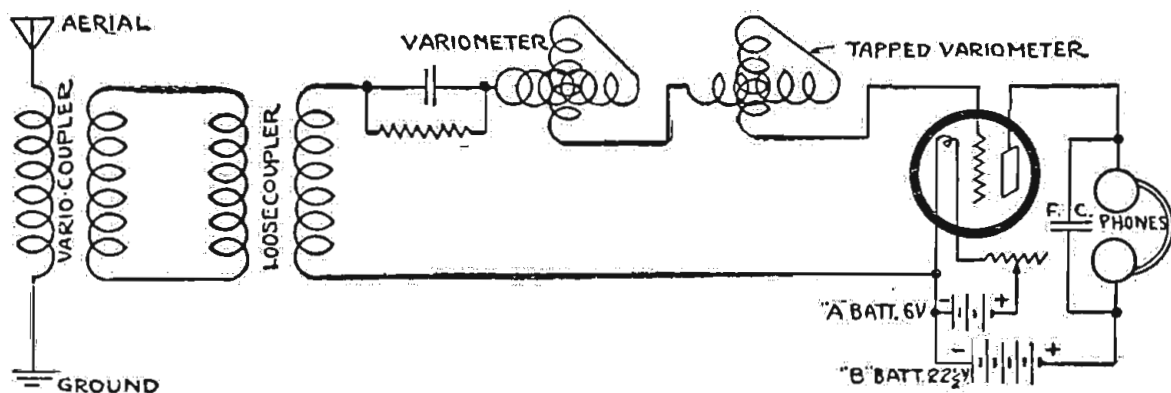 AERIAL
VARIOMETER
TAPPED VARIOMETER
VARIO-COUPLER
LOOSECOUPLER
F. C.
PHONES
"A" BATT. 6V
- +
"B" BATT. 22½V
- +
GROUND